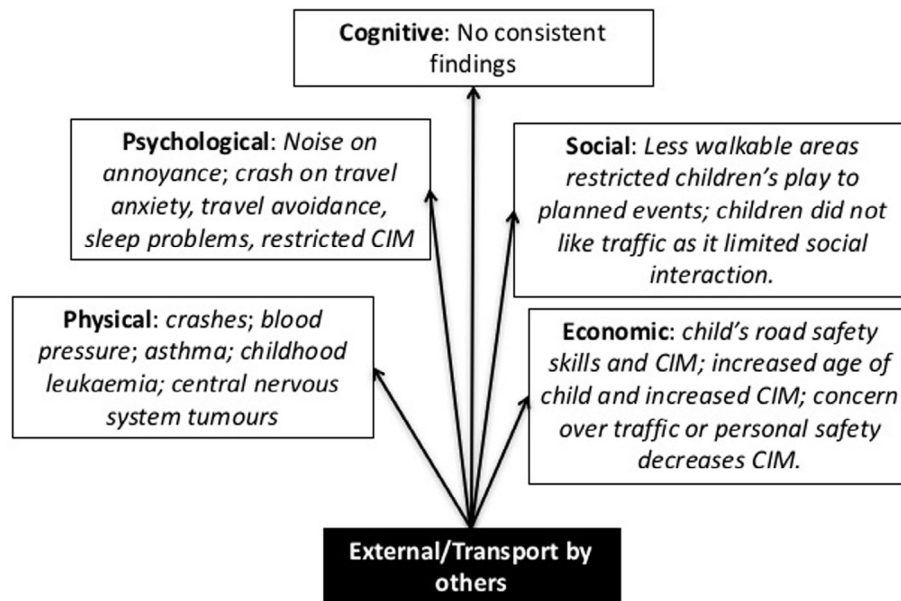 Cognitive: No consistent
findings
Psychological: Noise on
annoyance; crash on travel
anxiety, travel avoidance,
sleep problems, restricted CIM
Social: Less walkable areas
restricted children's play to
planned events; children did not
like traffic as it limited social
interaction.
Physical: crashes; blood
pressure; asthma; childhood
leukaemia; central nervous
system tumours
Economic: child's road safety
skills and CIM; increased age of
child and increased CIM; concern
over traffic or personal safety
decreases CIM.
External/Transport by
others